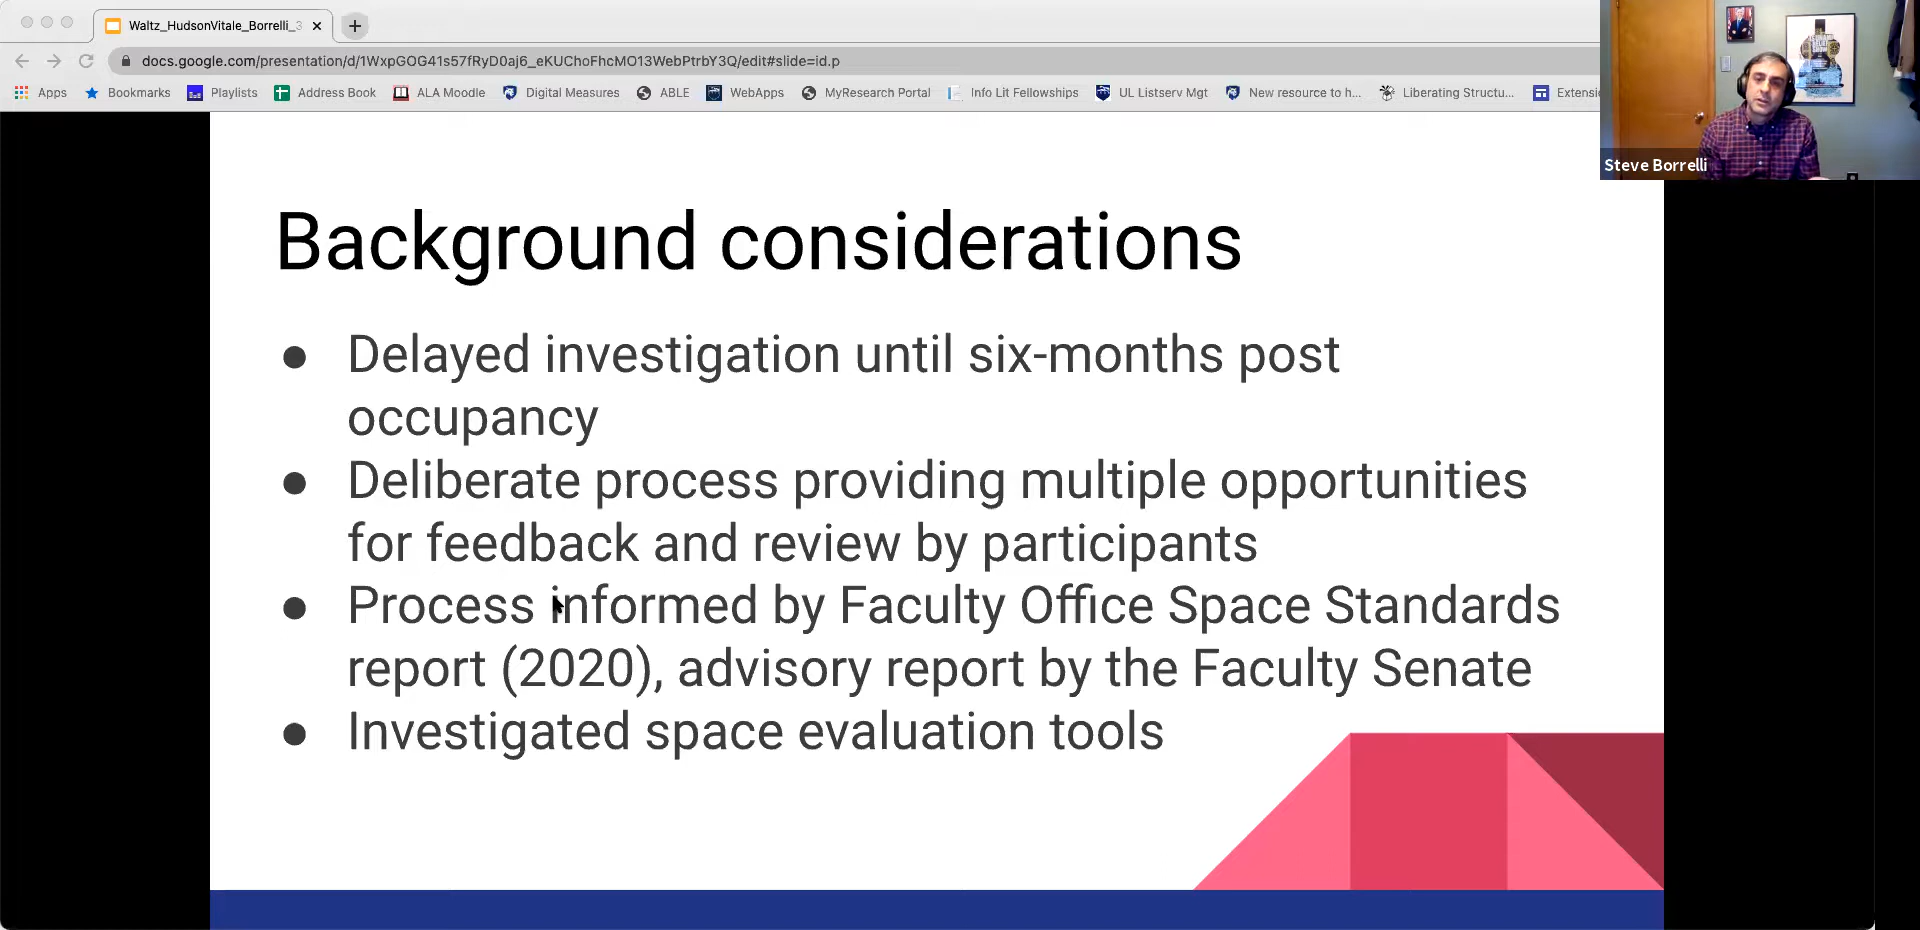 Waltz_HudsonVitale_Borrelli_3
docs.google.com/presentation/d/1WxpGOG41s57fRyD0aj6_eKUChoFhcMO13WebPtrbY3Q/edit#slide=id.p
Apps Bookmarks Playlists Address Book ALA Moodle Digital Measures ABLE WebApps MyResearch Portal Info Lit Fellowships UL Listserv Mgt New resource to h... Liberating Structu... Extensi
Steve Borrelli
Background considerations
● Delayed investigation until six-months post
occupancy
● Deliberate process providing multiple opportunities
for feedback and review by participants
● Process informed by Faculty Office Space Standards
report (2020), advisory report by the Faculty Senate
● Investigated space evaluation tools